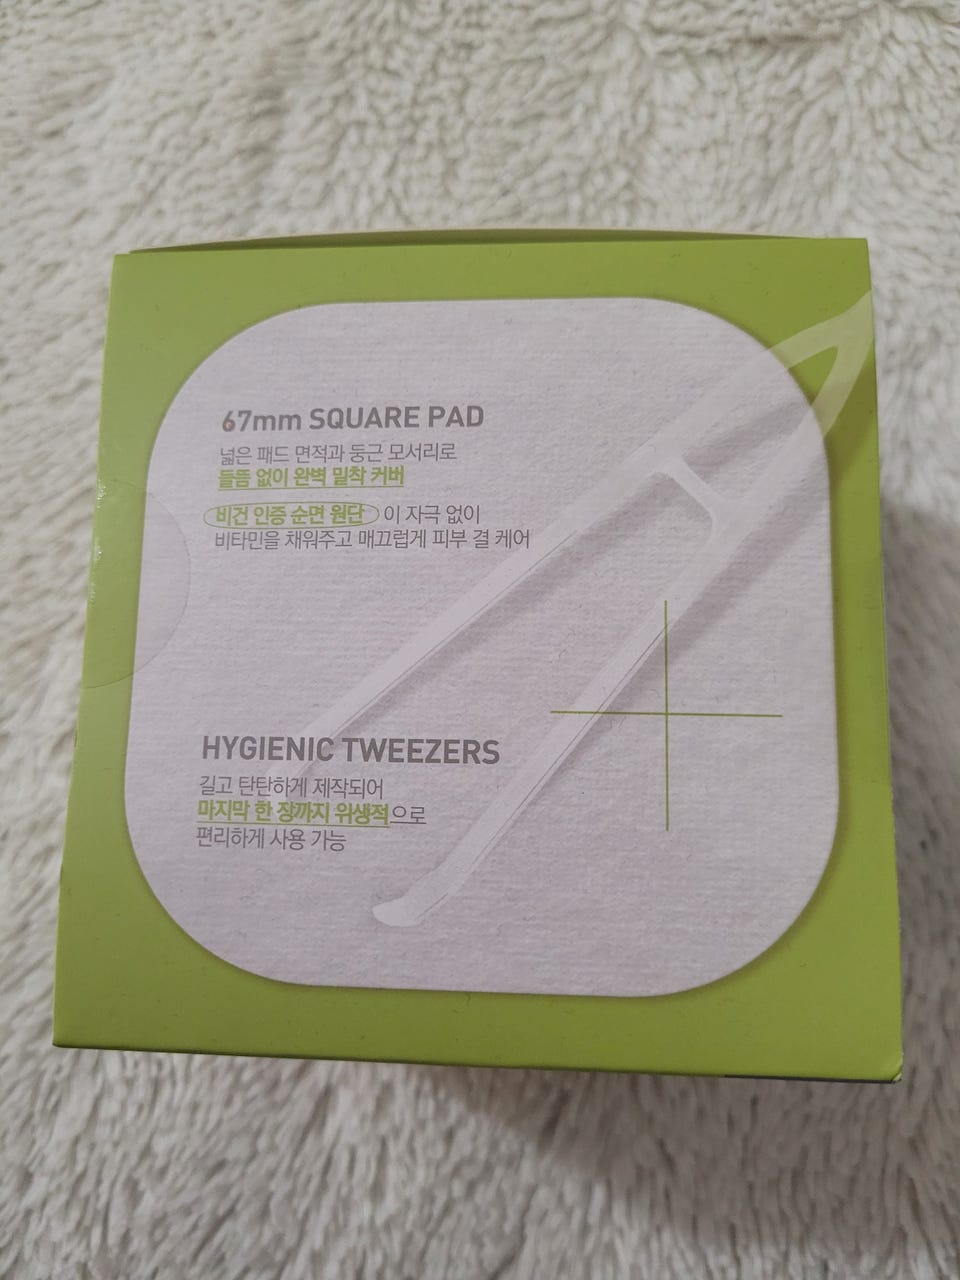 67mm SQUARE PAD
넓은 패드 면적과 둥근 모서리로
들뜸 없이 완벽 밀착 커버
비건 인증 순면 원단 이 자극 없이
비타민을 채워주고 매끄럽게 피부 결 케어
HYGIENIC TWEEZERS
길고 탄탄하게 제작되어
마지막 한 장까지 위생적으로
편리하게 사용 가능